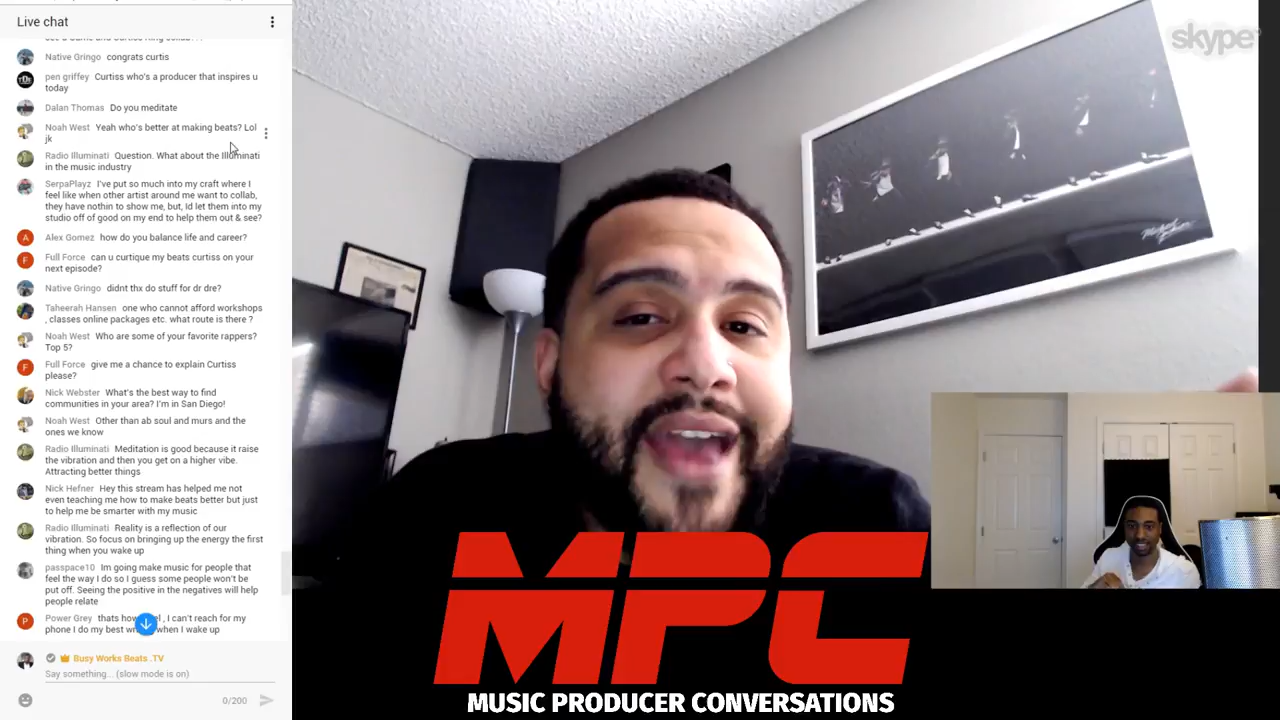 Live chat
Native Gringo congrats curtis
pen griffey Curtiss who's a producer that inspires u
today
Dalan Thomas Do you meditate
Noah West Yeah who's better at making beats? Lol
jk
Radio Illuminati Question. What about the Illuminati
in the music industry
SerpaPlayz I've put so much into my craft where I
feel like when other artist around me want to collab,
they have nothin to show me, but, Id let them into my
studio off of good on my end to help them out & see?
A Alex Gomez how do you balance life and career?
F Full Force can u curtique my beats curtiss on your
next episode?
Native Gringo didnt thx do stuff for dr dre?
Taheerah Hansen one who cannot afford workshops
, classes online packages etc. what route is there ?
Noah West Who are some of your favorite rappers?
Top 5?
F Full Force give me a chance to explain Curtiss
please?
Nick Webster What's the best way to find
communities in your area? I'm in San Diego!
Noah West Other than ab soul and murs and the
ones we know
Radio Illuminati Meditation is good because it raise
the vibration and then you get on a higher vibe.
Attracting better things
Nick Hefner Hey this stream has helped me not
even teaching me how to make beats better but just
to help me be smarter with my music
Radio Illuminati Reality is a reflection of our
vibration. So focus on bringing up the energy the first
thing when you wake up
passpace10 Im going make music for people that
feel the way I do so I guess some people won't be
put off. Seeing the positive in the negatives will help
people relate
P Power Grey thats how , I can't reach for my
phone I do my best when I wake up
Busy Works Beats .TV
Say something... (slow mode is on)
0/200
skype
MPC
MUSIC PRODUCER CONVERSATIONS